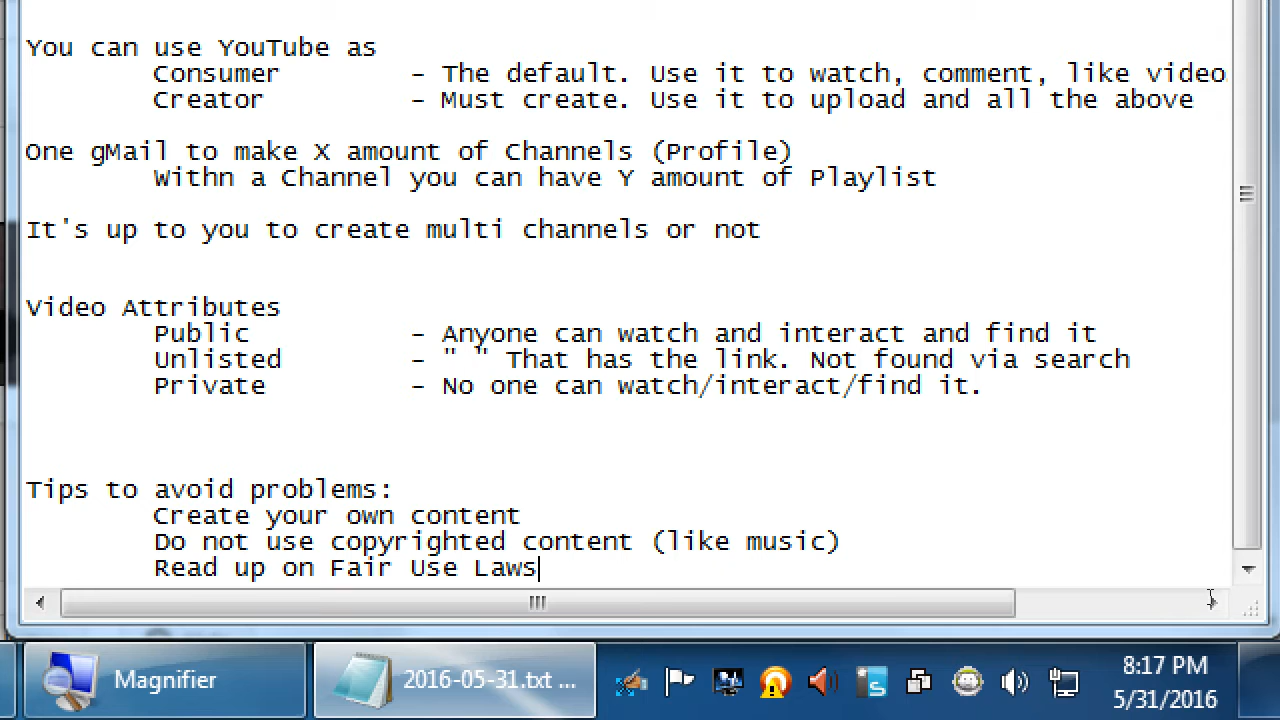 You can use YouTube as
Consumer - The default. Use it to watch, comment, like video
Creator - Must create. Use it to upload and all the above
One gMail to make X amount of Channels (Profile)
Withn a Channel you can have Y amount of Playlist
It's up to you to create multi channels or not
Video Attributes
Public - Anyone can watch and interact and find it
Unlisted - " " That has the link. Not found via search
Private - No one can watch/interact/find it.
Tips to avoid problems:
Create your own content
Do not use copyrighted content (like music)
Read up on Fair Use Laws
Magnifier
2016-05-31.txt ...
8:17 PM
5/31/2016